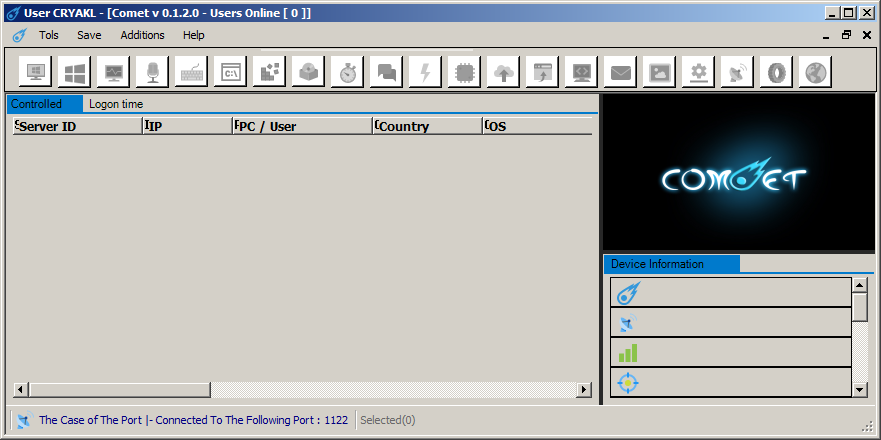 User CRYAKL - [Comet v 0.1.2.0 - Users Online [ 0 ]]
Tols Save Additions Help
C:\
Controlled Logon time
Server ID IP PC / User Country OS
COMET
Device Information
The Case of The Port |- Connected To The Following Port : 1122 Selected(0)